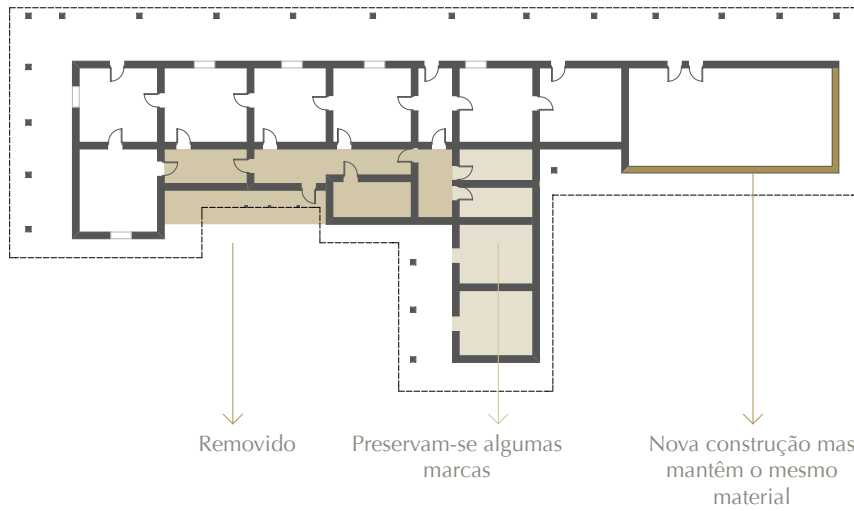 Removido
Preservam-se algumas
marcas
Nova construção mas
mantêm o mesmo
material